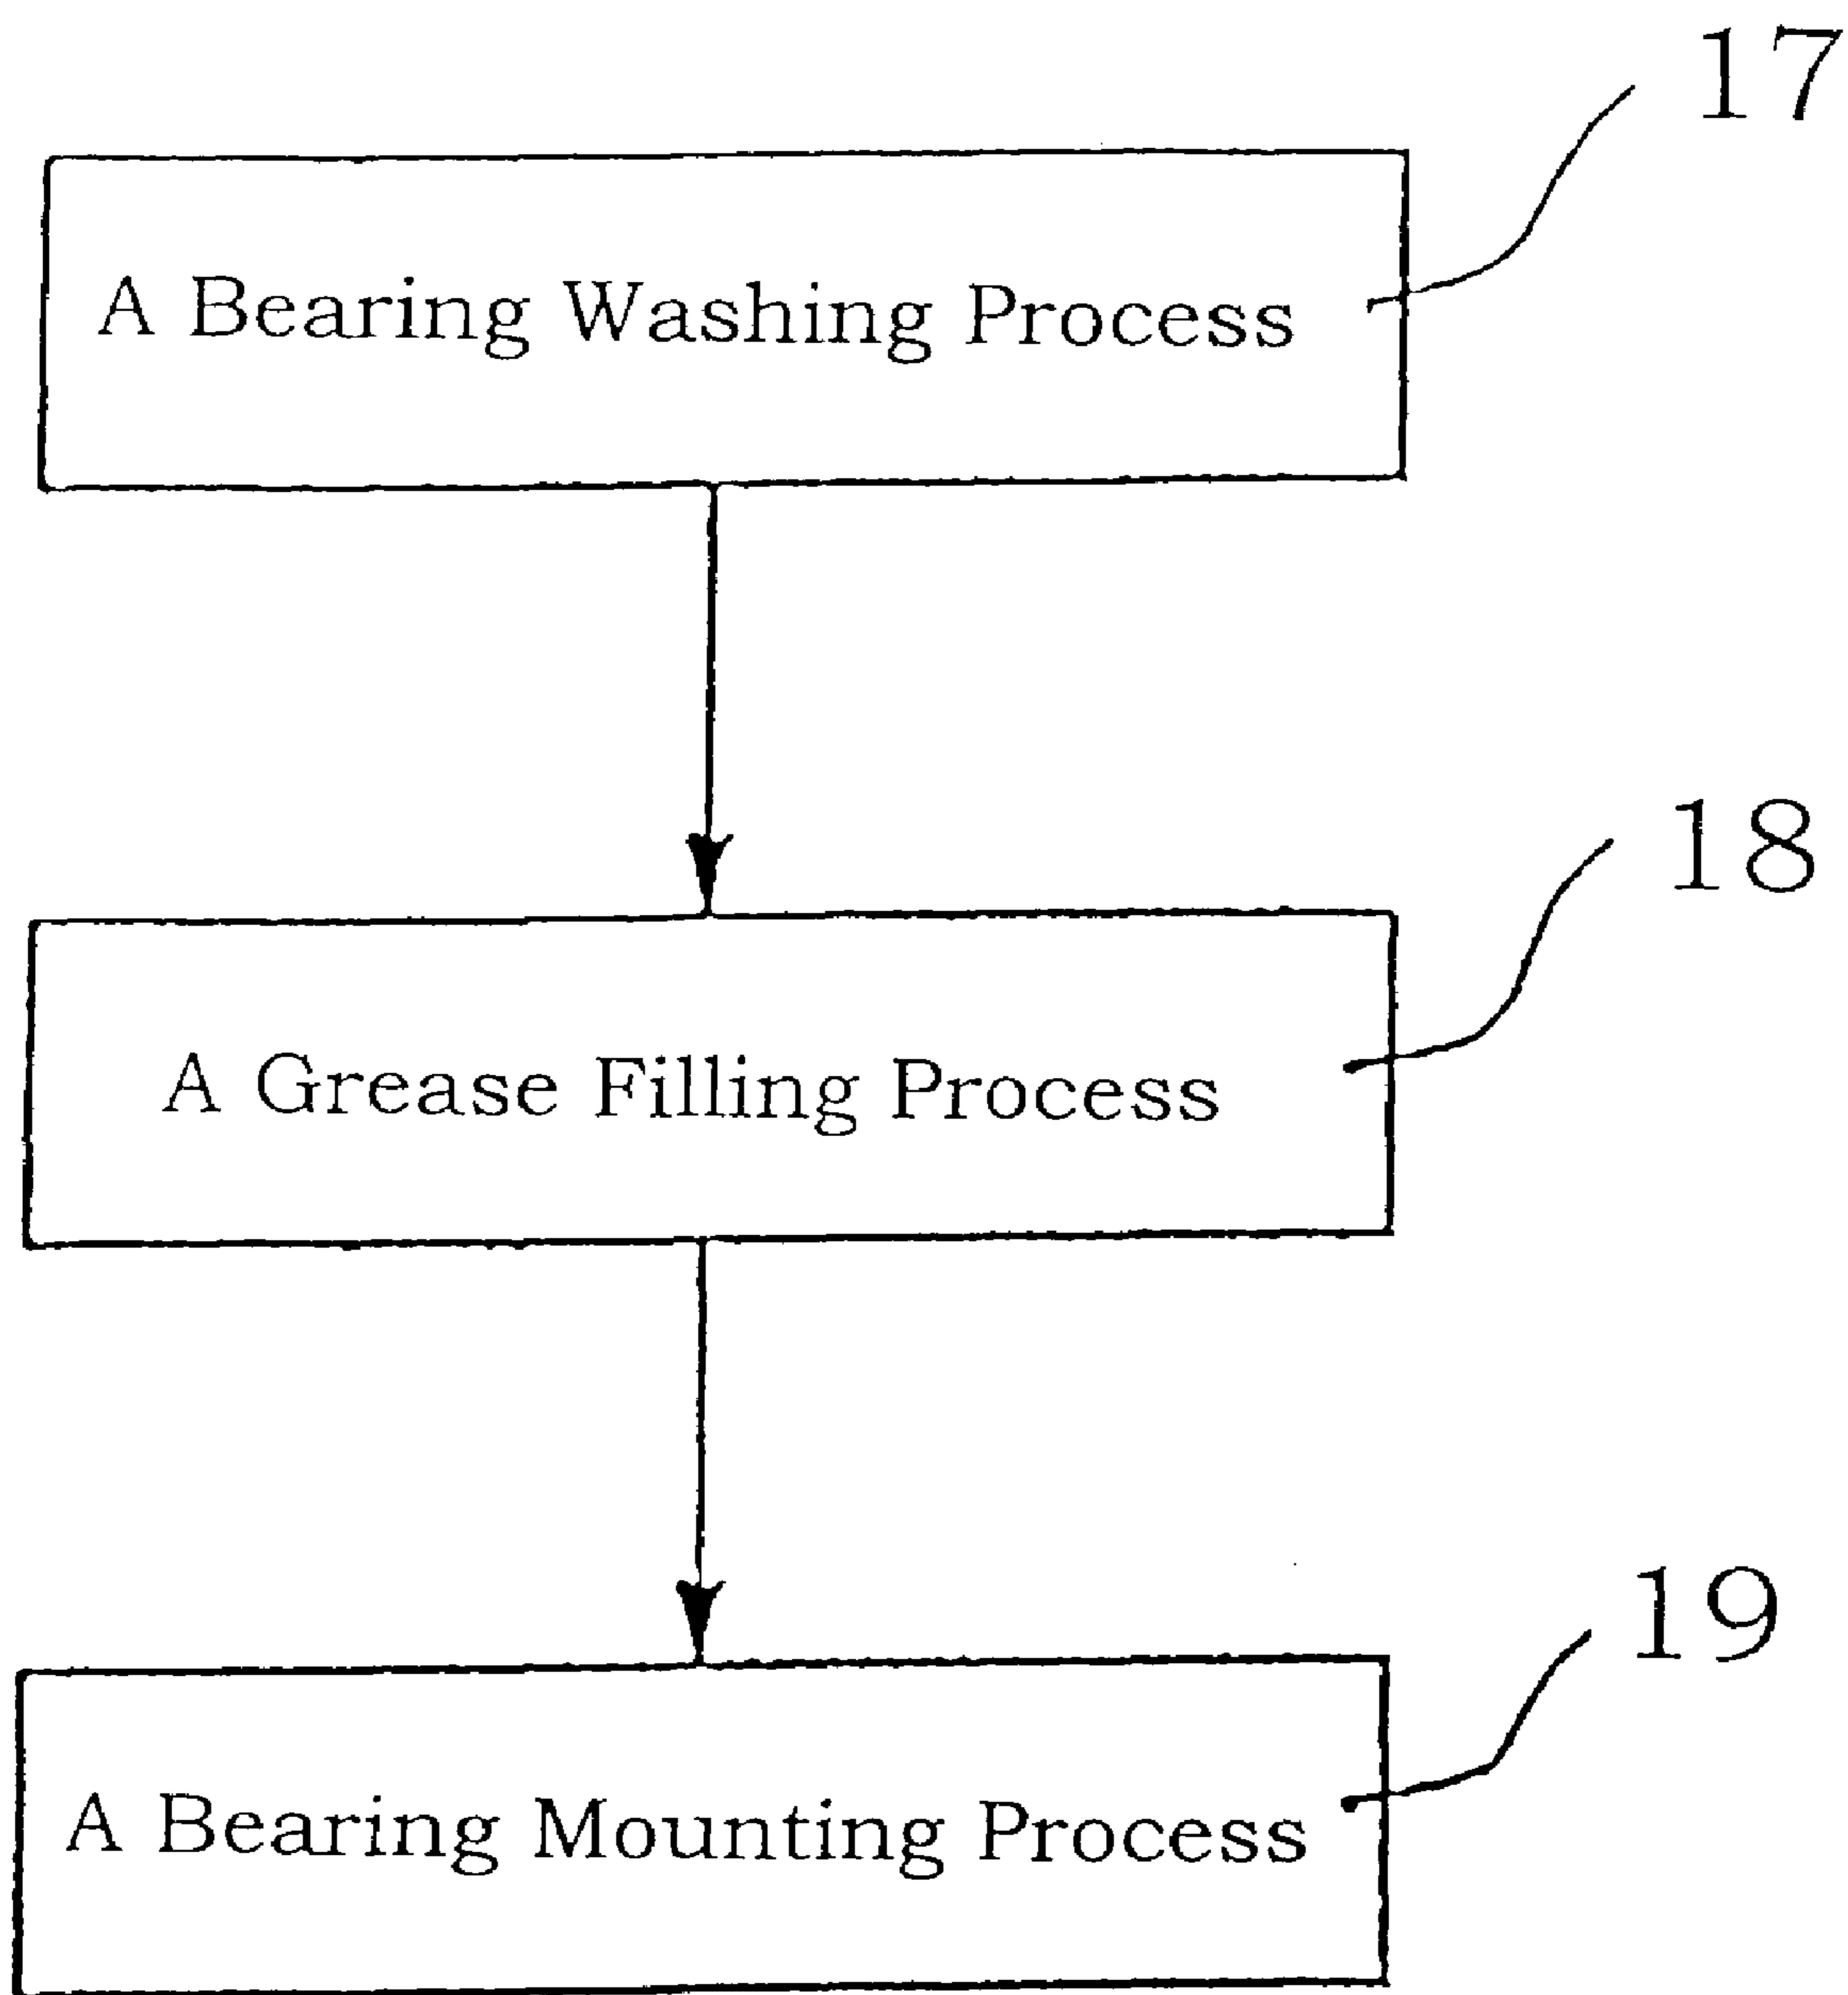 17
A Bearing Washing Process
18
A Grease Filling Process
19
A Bearing Mounting Process